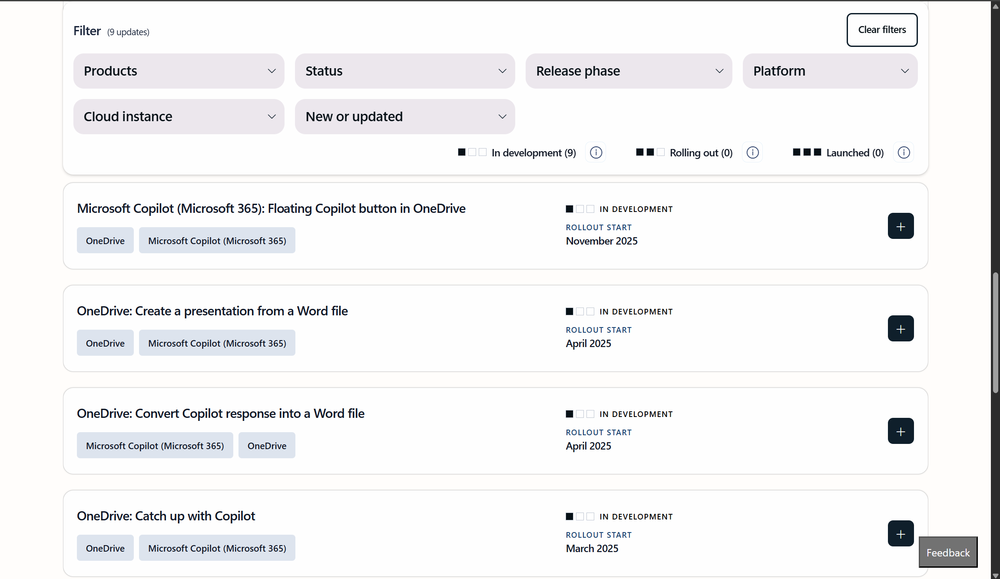 Filter (9 updates)
Clear filters
Products
Status
Release phase
Platform
Cloud instance
New or updated
In development (9)
Rolling out (0)
Launched (0)
Microsoft Copilot (Microsoft 365): Floating Copilot button in OneDrive
OneDrive
Microsoft Copilot (Microsoft 365)
IN DEVELOPMENT
ROLLOUT START
November 2025
OneDrive: Create a presentation from a Word file
OneDrive
Microsoft Copilot (Microsoft 365)
IN DEVELOPMENT
ROLLOUT START
April 2025
OneDrive: Convert Copilot response into a Word file
Microsoft Copilot (Microsoft 365)
OneDrive
IN DEVELOPMENT
ROLLOUT START
April 2025
OneDrive: Catch up with Copilot
OneDrive
Microsoft Copilot (Microsoft 365)
IN DEVELOPMENT
ROLLOUT START
March 2025
Feedback